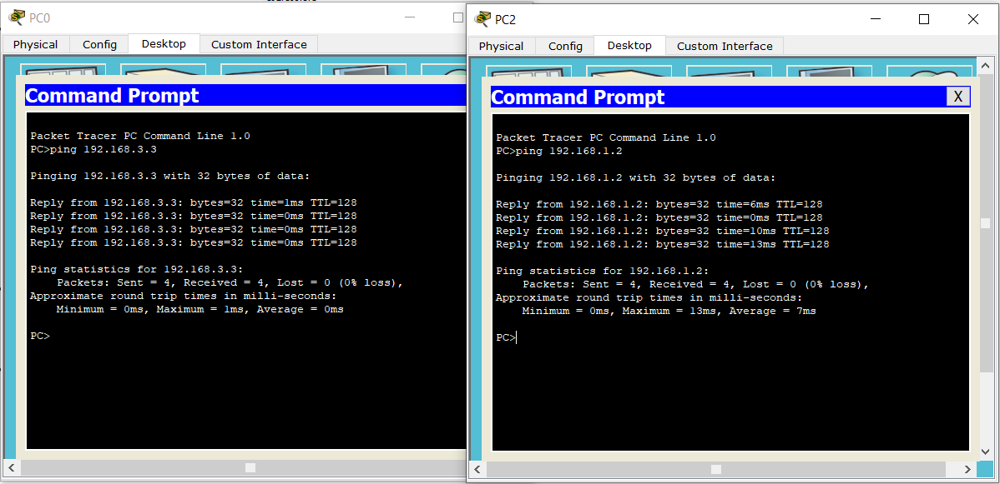 PC0
Physical Config Desktop Custom Interface
Command Prompt
Packet Tracer PC Command Line 1.0
PC>ping 192.168.3.3
Pinging 192.168.3.3 with 32 bytes of data:
Reply from 192.168.3.3: bytes=32 time=1ms TTL=128
Reply from 192.168.3.3: bytes=32 time=0ms TTL=128
Reply from 192.168.3.3: bytes=32 time=0ms TTL=128
Reply from 192.168.3.3: bytes=32 time=0ms TTL=128
Ping statistics for 192.168.3.3:
Packets: Sent = 4, Received = 4, Lost = 0 (0% loss),
Approximate round trip times in milli-seconds:
Minimum = 0ms, Maximum = 1ms, Average = 0ms
PC>
PC2
Physical Config Desktop Custom Interface
Command Prompt X
Packet Tracer PC Command Line 1.0
PC>ping 192.168.1.2
Pinging 192.168.1.2 with 32 bytes of data:
Reply from 192.168.1.2: bytes=32 time=6ms TTL=128
Reply from 192.168.1.2: bytes=32 time=0ms TTL=128
Reply from 192.168.1.2: bytes=32 time=10ms TTL=128
Reply from 192.168.1.2: bytes=32 time=13ms TTL=128
Ping statistics for 192.168.1.2:
Packets: Sent = 4, Received = 4, Lost = 0 (0% loss),
Approximate round trip times in milli-seconds:
Minimum = 0ms, Maximum = 13ms, Average = 7ms
PC>